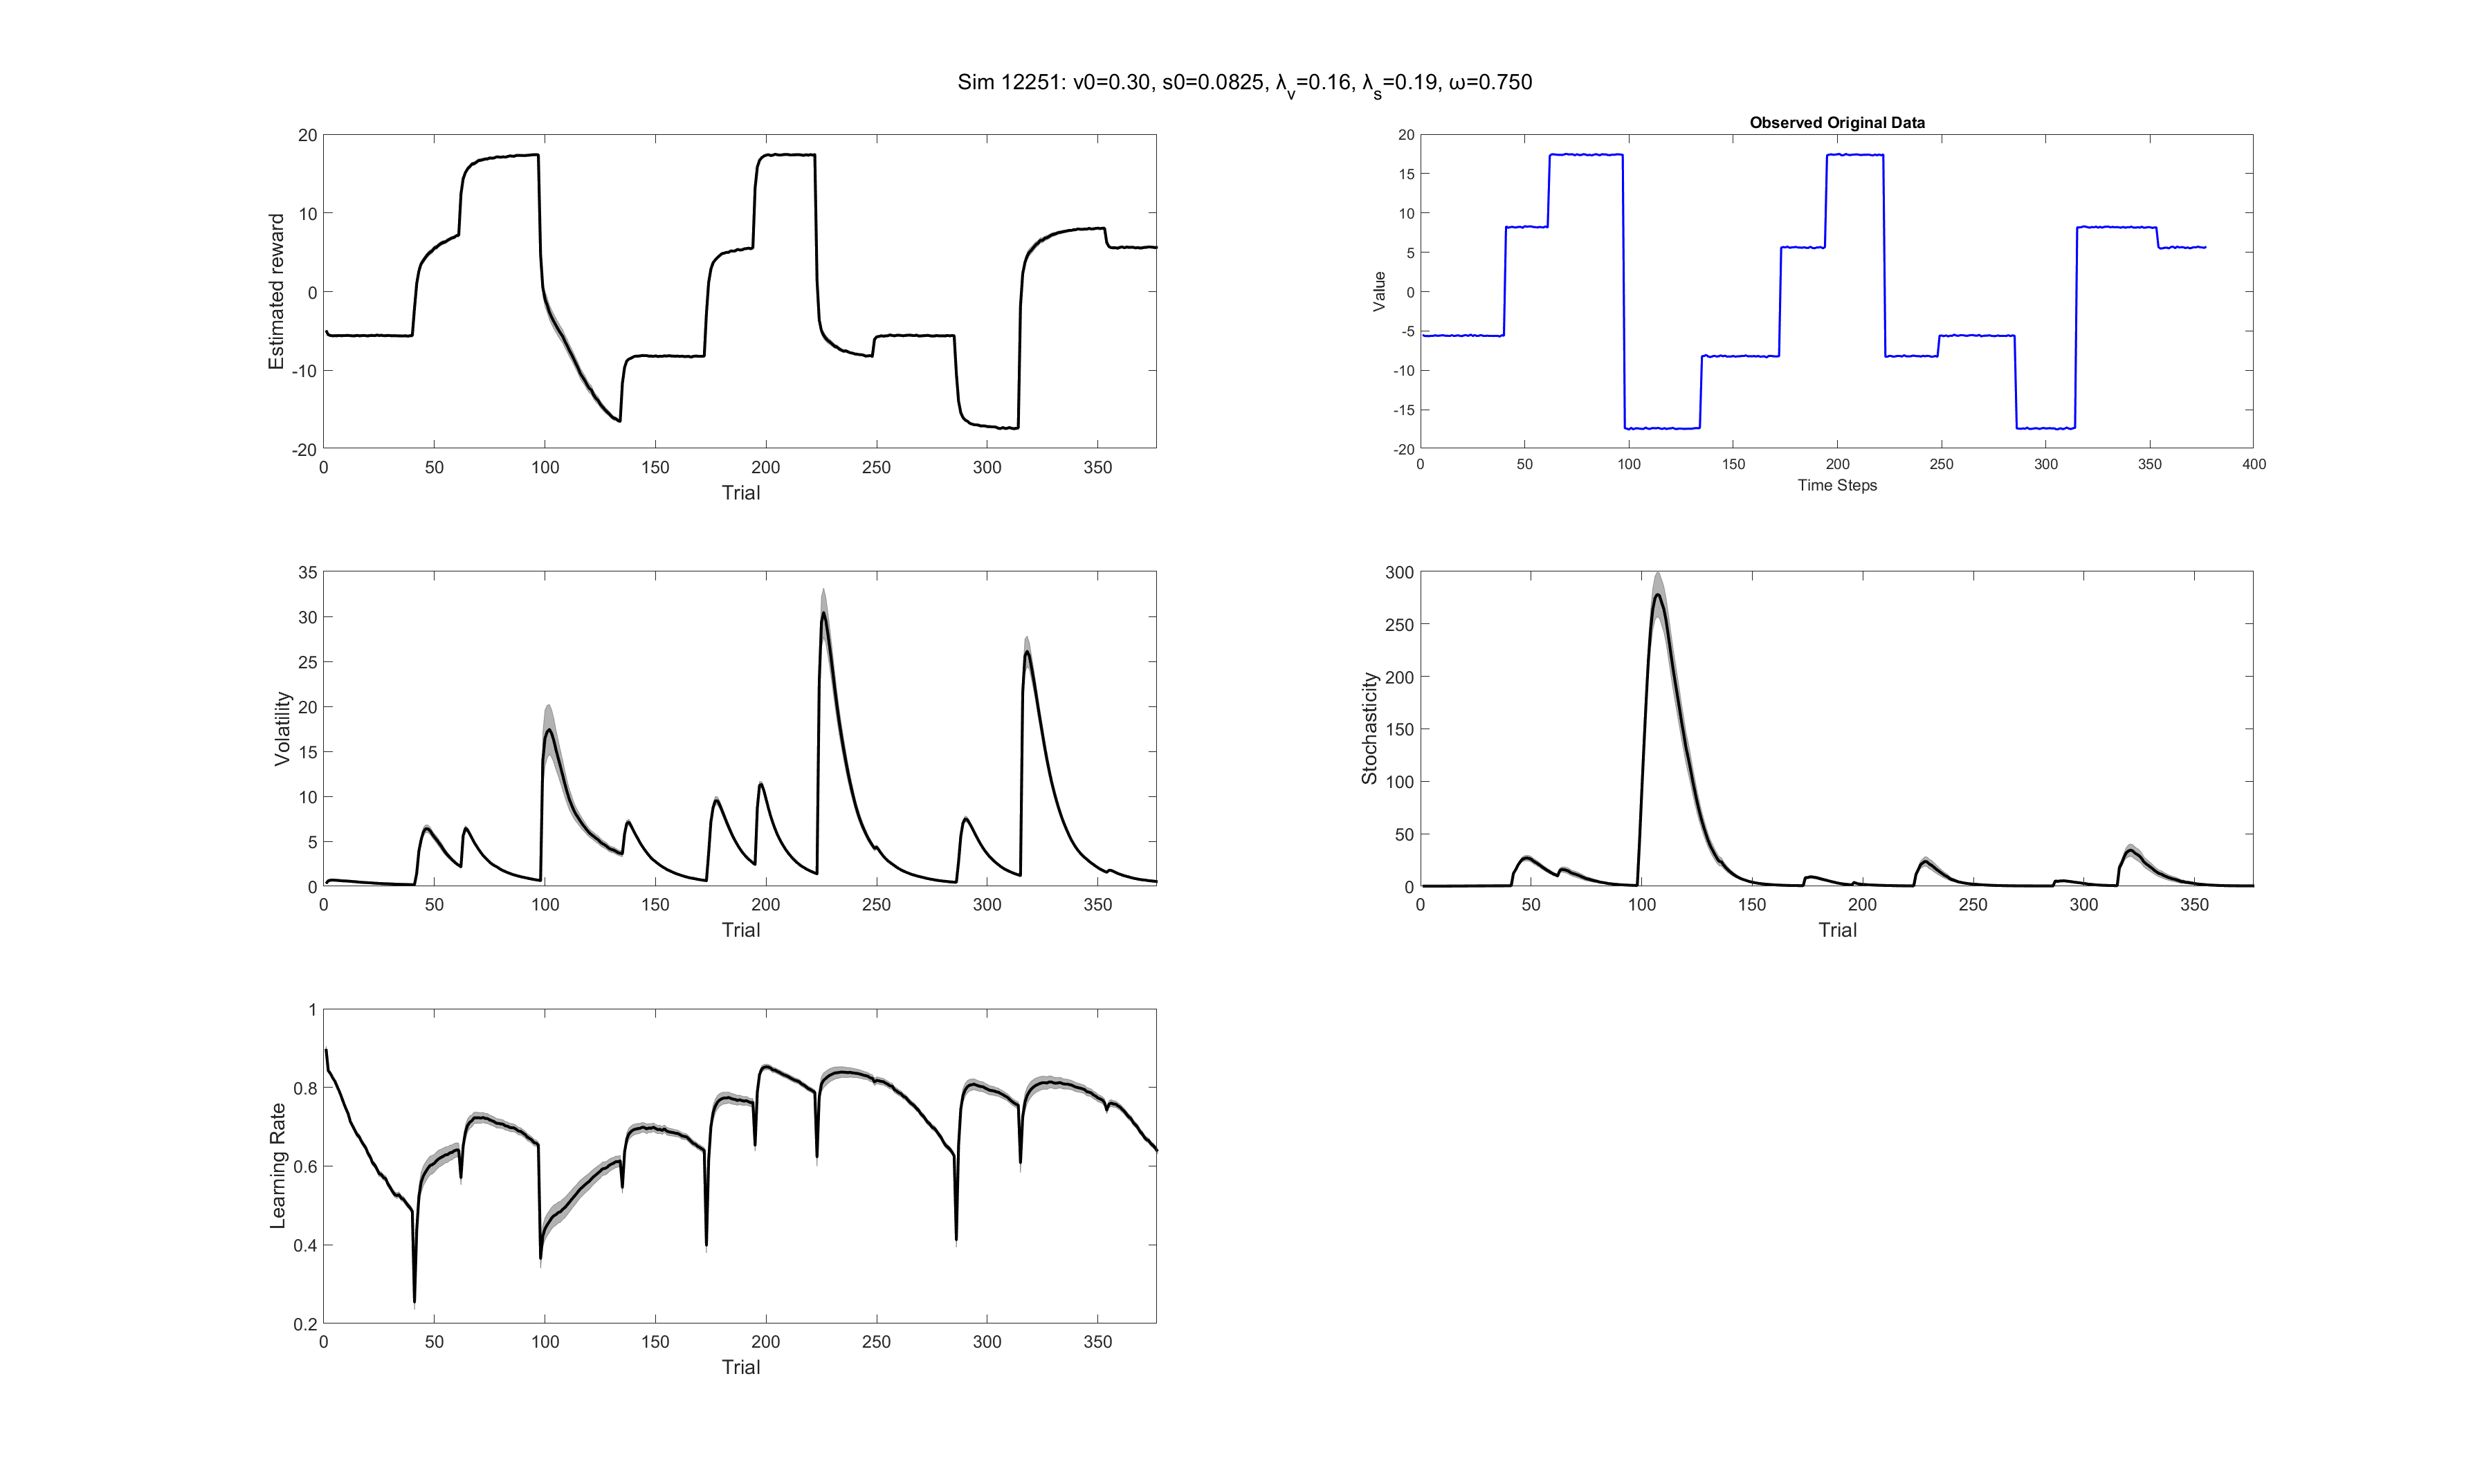 Sim 12251: v0=0.30, s0=0.0825, λv=0.16, λs=0.19, ω=0.750
Estimated reward
20
10
0
-10
-20
0 50 100 150 200 250 300 350
Trial
Observed Original Data
Value
20
15
10
5
0
-5
-10
-15
-20
0 50 100 150 200 250 300 350 400
Time Steps
Volatility
35
30
25
20
15
10
5
0
0 50 100 150 200 250 300 350
Trial
Stochasticity
300
250
200
150
100
50
0
0 50 100 150 200 250 300 350
Trial
Learning Rate
1
0.8
0.6
0.4
0.2
0 50 100 150 200 250 300 350
Trial